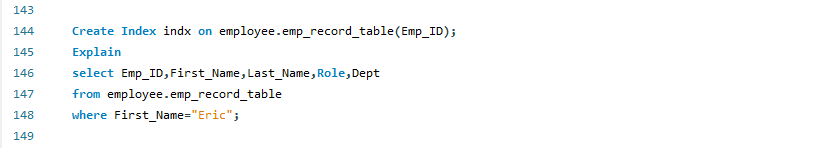 143
144 Create Index indx on employee.emp_record_table(Emp_ID);
145 Explain
146 select Emp_ID,First_Name,Last_Name,Role,Dept
147 from employee.emp_record_table
148 where First_Name="Eric";
149